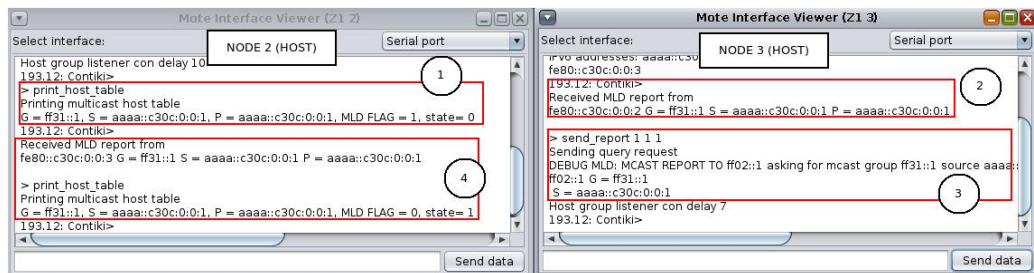 Mote Interface Viewer (Z1 2)
Select interface:
Serial port
NODE 2 (HOST)
Host group listener con delay 10
193.12: Contiki>
1
> print_host_table
Printing multicast host table
G = ff31::1, S = aaaa::c30c:0:0:1, P = aaaa::c30c:0:0:1, MLD FLAG = 1, state= 0
193.12: Contiki>
Received MLD report from
fe80::c30c:0:0:3 G = ff31::1 S = aaaa::c30c:0:0:1 P = aaaa::c30c:0:0:1
4
> print_host_table
Printing multicast host table
G = ff31::1, S = aaaa::c30c:0:0:1, P = aaaa::c30c:0:0:1, MLD FLAG = 0, state= 1
193.12: Contiki>
Send data
Mote Interface Viewer (Z1 3)
Select interface:
Serial port
NODE 3 (HOST)
IPv6 addresses: aaaa::c30
fe80::c30c:0:0:3
193.12: Contiki>
2
Received MLD report from
fe80::c30c:0:0:2 G = ff31::1 S = aaaa::c30c:0:0:1 P = aaaa::c30c:0:0:1
> send_report 1 1 1
Sending query request
DEBUG MLD: MCAST REPORT TO ff02::1 asking for mcast group ff31::1 source aaaa:
ff02::1 G = ff31::1
S = aaaa::c30c:0:0:1
3
Host group listener con delay 7
193.12: Contiki>
Send data